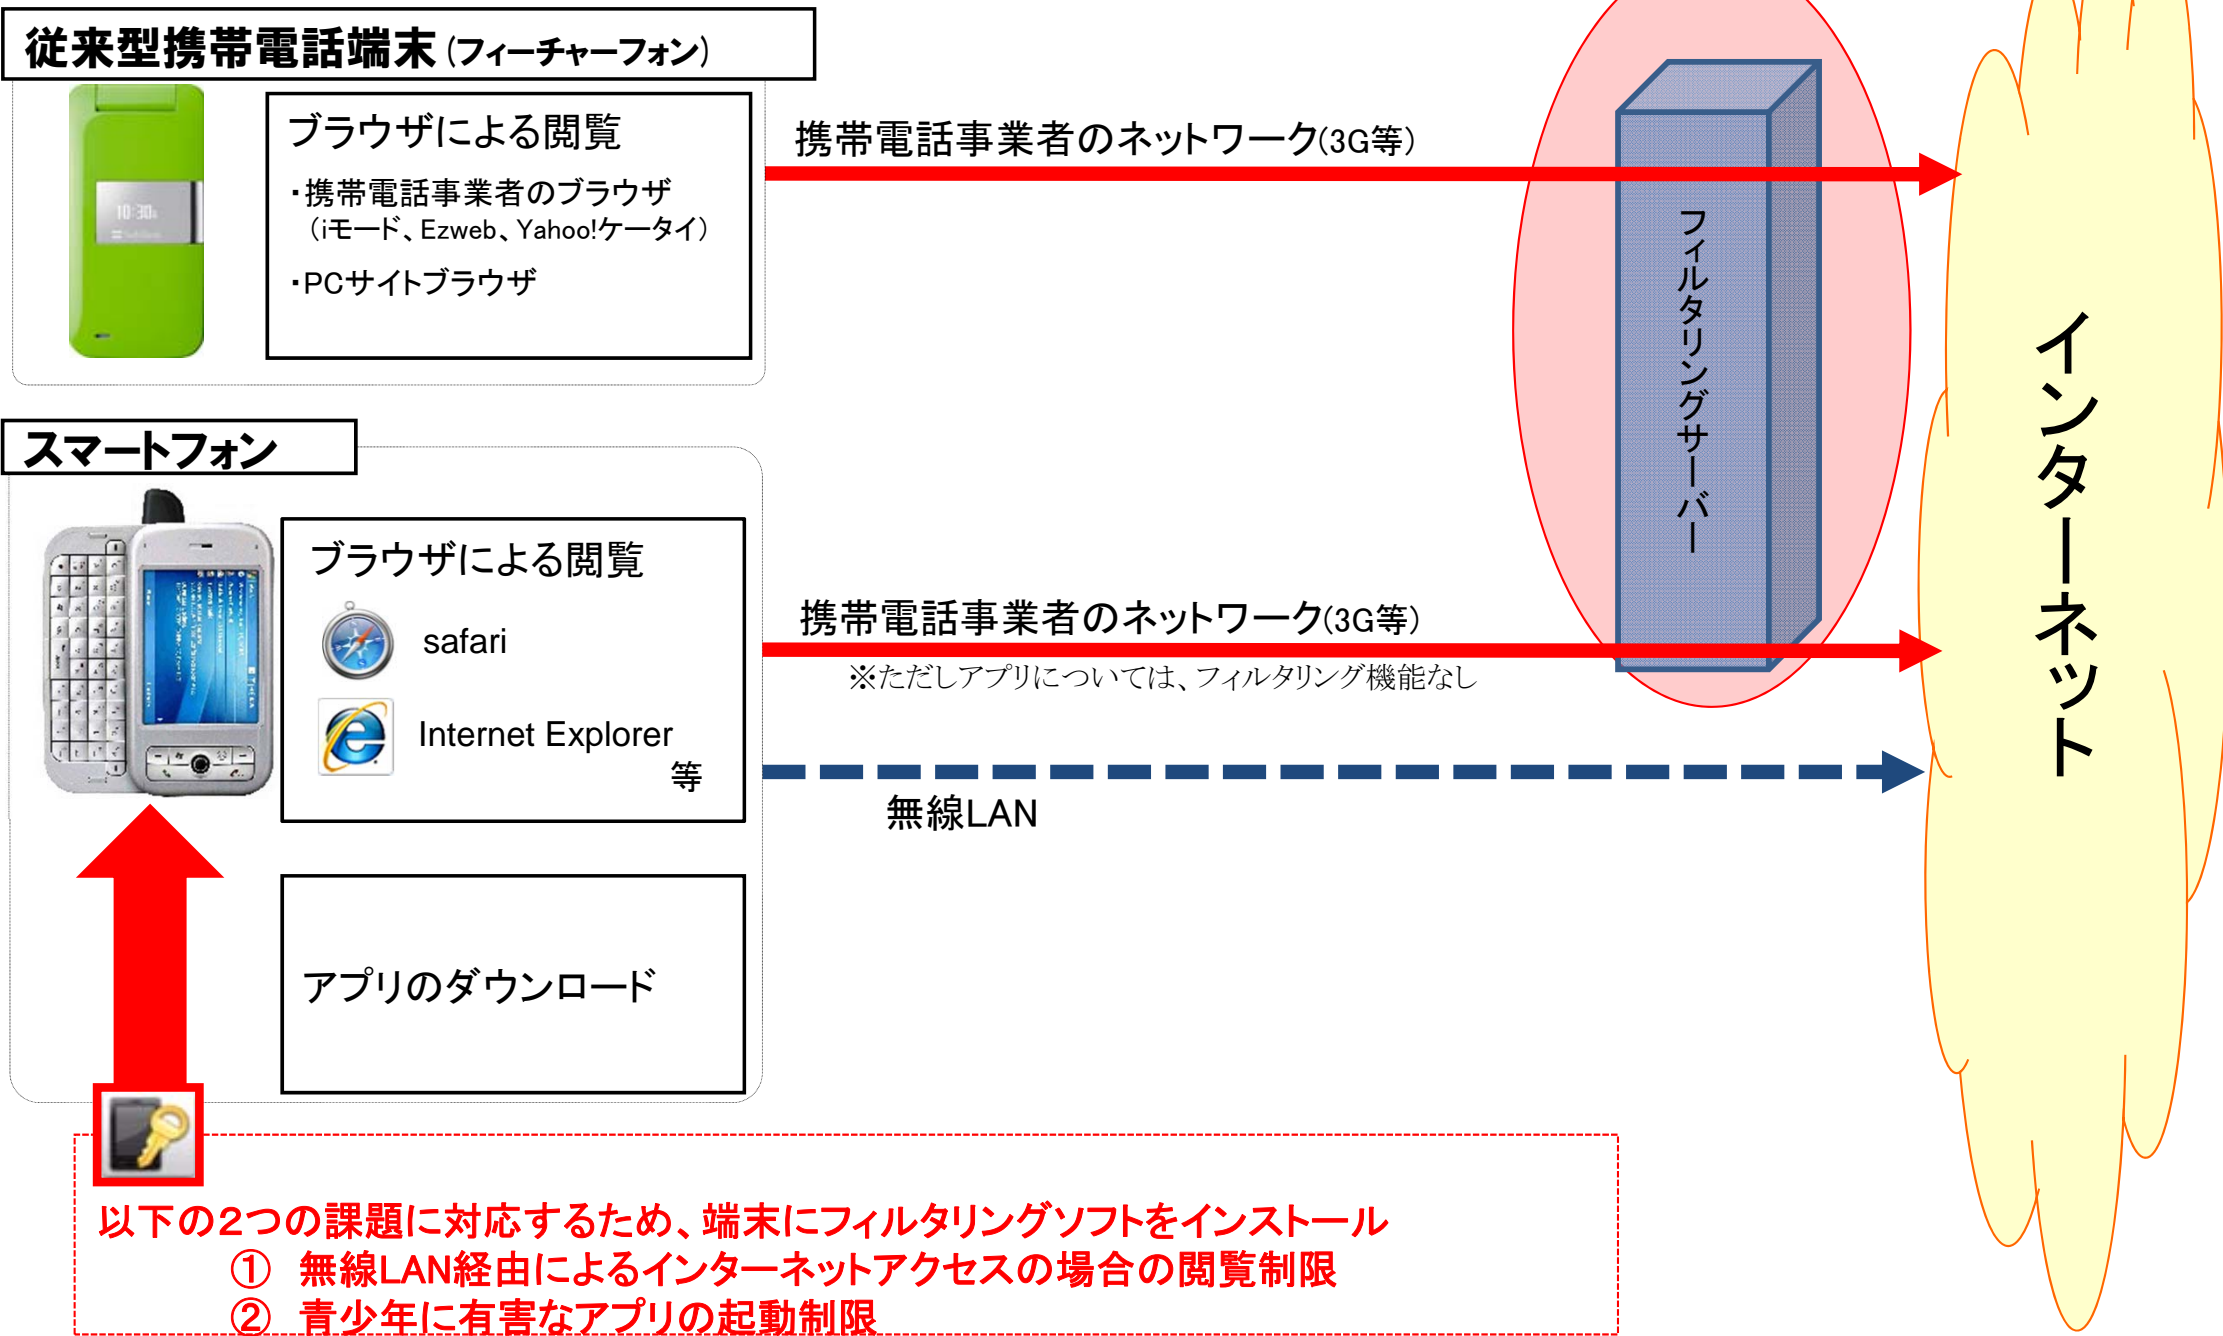 従来型携帯電話端末(フィーチャーフォン)
ブラウザによる閲覧
・携帯電話事業者のブラウザ
(iモード、Ezweb、Yahoo!ケータイ)
・PCサイトブラウザ
10:30
携帯電話事業者のネットワーク(3G等)
フィルタリングサーバー
インターネット
スマートフォン
ブラウザによる閲覧
safari
Internet Explorer
等
携帯電話事業者のネットワーク(3G等)
※ただしアプリについては、フィルタリング機能なし
無線LAN
アプリのダウンロード
以下の2つの課題に対応するため、端末にフィルタリングソフトをインストール
① 無線LAN経由によるインターネットアクセスの場合の閲覧制限
② 青少年に有害なアプリの起動制限